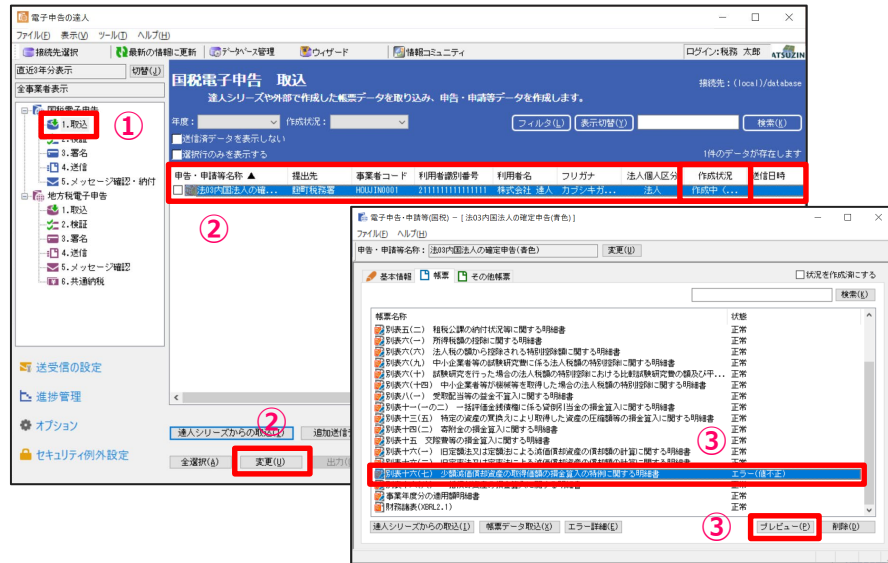 電子申告の達人
ファイル(F) 表示(V) ツール(T) ヘルプ(H)
接続先選択 最新の情報に更新 データベース管理 ウィザード 情報コミュニティ ログイン:税務 太郎 ATSUZIN
直近3年分表示 切替(J)
全事業者表示
国税電子申告
1.取込
①
2.検証
3.署名
4.送信
5.メッセージ確認・納付
地方税電子申告
1.取込
2.検証
3.署名
4.送信
5.メッセージ確認
6.共通納税
送受信の設定
進捗管理
オプション
セキュリティ例外設定
国税電子申告 取込
接続先:(local)/database
達人シリーズや外部で作成した帳票データを取り込み、申告・申請等データを作成します。
年度: 作成状況: フィルタ(L) 表示切替(Y) 検索(K)
送信済データを表示しない
選択行のみを表示する
1件のデータが存在します
申告・申請等名称 ▲ 提出先 事業者コード 利用者識別番号 利用者名 フリガナ 法人個人区分 作成状況 送信日時
法03内国法人の確... 麹町税務署 HOUJIN0001 2111111111111111 株式会社 達人 カブシキガ... 法人 作成中 (...
②
②
達人シリーズからの取込(I) 追加送信
全選択(A) 変更(U) 出力(
電子申告・申請等(国税) - [法03内国法人の確定申告(青色)]
ファイル(F) ヘルプ(H)
申告・申請等名称: 法03内国法人の確定申告(青色) 変更(U)
基本情報 帳票 その他帳票 状況を作成済にする
検索(K)
帳票名称 状態
別表五(二) 租税公課の納付状況等に関する明細書 正常
別表六(一) 所得税額の控除に関する明細書 正常
別表六(六) 法人税の額から控除される特別控除額に関する明細書 正常
別表六(九) 中小企業者等の試験研究費に係る法人税額の特別控除に関する明細書 正常
別表六(十) 試験研究を行った場合の法人税額の特別控除における比較試験研究費の額及び平... 正常
別表六(十四) 中小企業者等が機械等を取得した場合の法人税額の特別控除に関する明細書 正常
別表八(一) 受取配当等の益金不算入に関する明細書 正常
別表十一(一の二) 一括評価金銭債権に係る貸倒引当金の損金算入に関する明細書 正常
別表十三(五) 特定の資産の買換えにより取得した資産の圧縮額等の損金算入に関する明細書 正常
別表十四(二) 寄附金の損金算入に関する明細書 正常
別表十五 交際費等の損金算入に関する明細書 正常
③
別表十六(一) 旧定額法又は定額法による減価償却資産の償却額の計算に関する明細書 正常
別表十六(七) 少額減価償却資産の取得価額の損金算入の特例に関する明細書 エラー(値不正)
事業年度分の適用額明細書 正常
財務諸表(XBRL2.1) 正常
達人シリーズからの取込(I) 帳票データ取込(X) エラー詳細(E) ③ プレビュー(P) 削除(D)